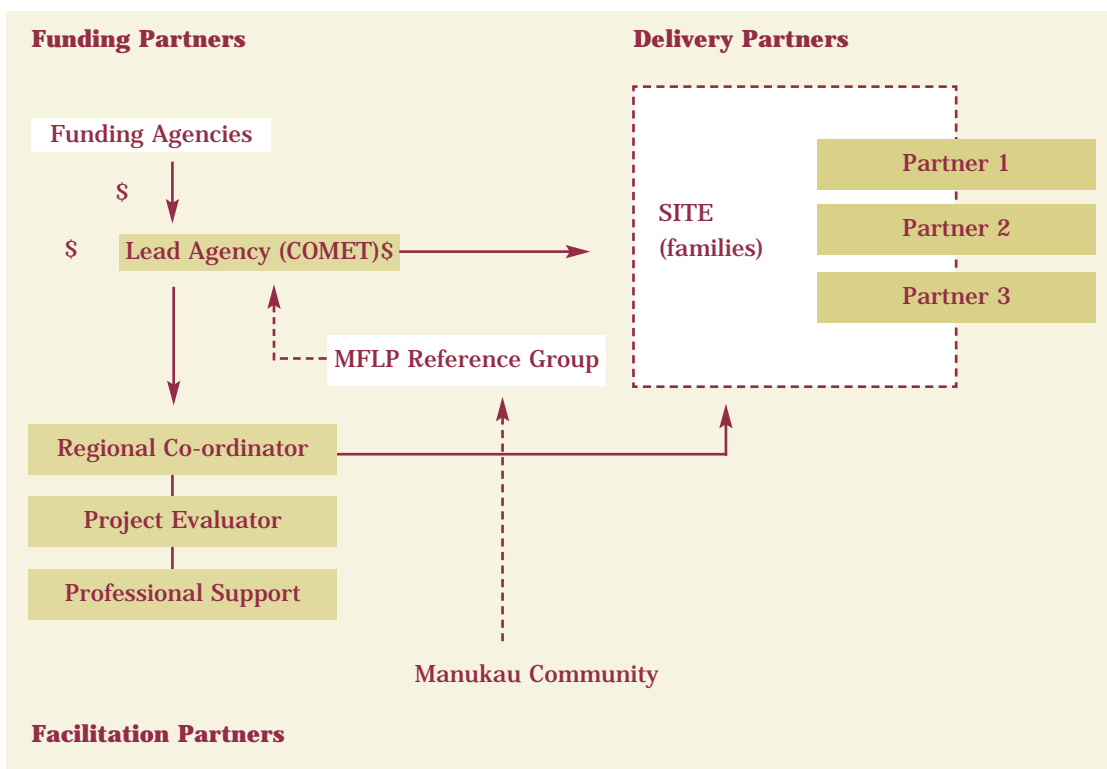 Funding Partners
Delivery Partners
Funding Agencies
$
$
Lead Agency (COMET)$
SITE
(families)
Partner 1
Partner 2
Partner 3
MFLP Reference Group
Regional Co-ordinator
Project Evaluator
Professional Support
Manukau Community
Facilitation Partners